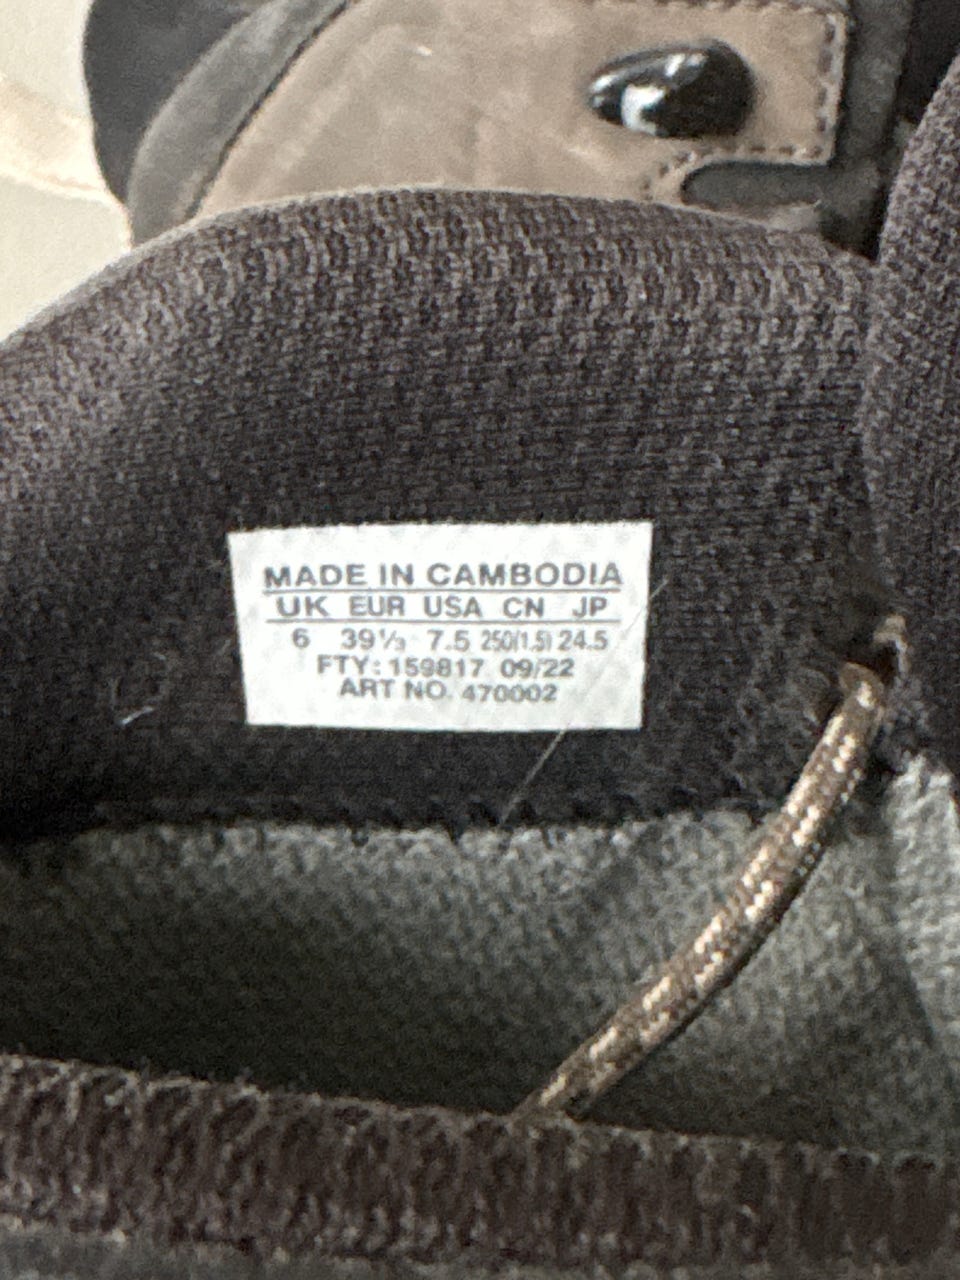 MADE IN CAMBODIA
UK EUR USA CN JP
6 39⅓ 7.5 250(1.5) 24.5
FTY: 159817 09/22
ART NO. 470002